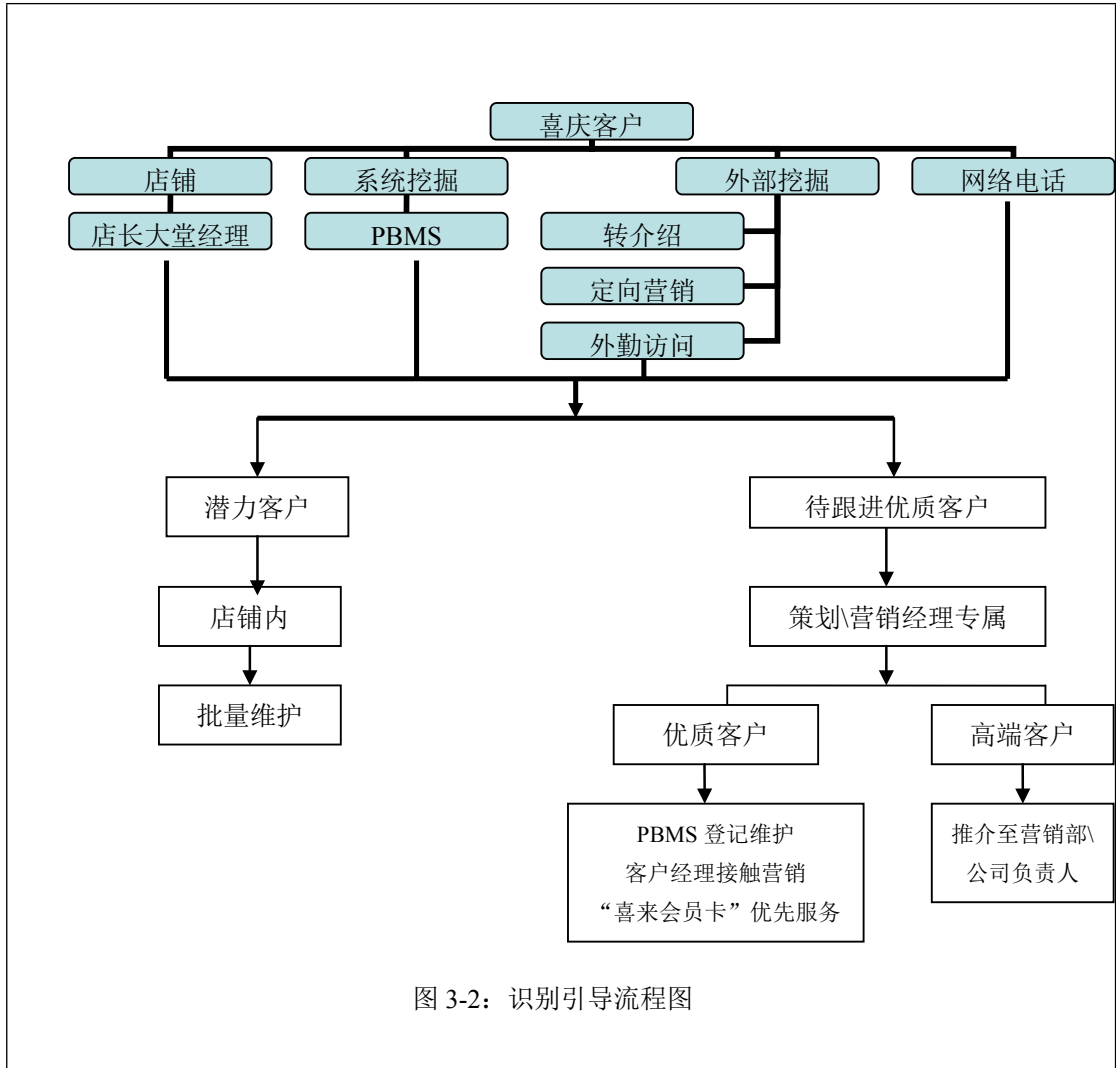 喜庆客户
店铺
系统挖掘
外部挖掘
网络电话
店长大堂经理
PBMS
转介绍
定向营销
外勤访问
潜力客户
待跟进优质客户
店铺内
策划\营销经理专属
批量维护
优质客户
高端客户
PBMS 登记维护
客户经理接触营销
“喜来会员卡”优先服务
推介至营销部\
公司负责人
图 3-2：识别引导流程图